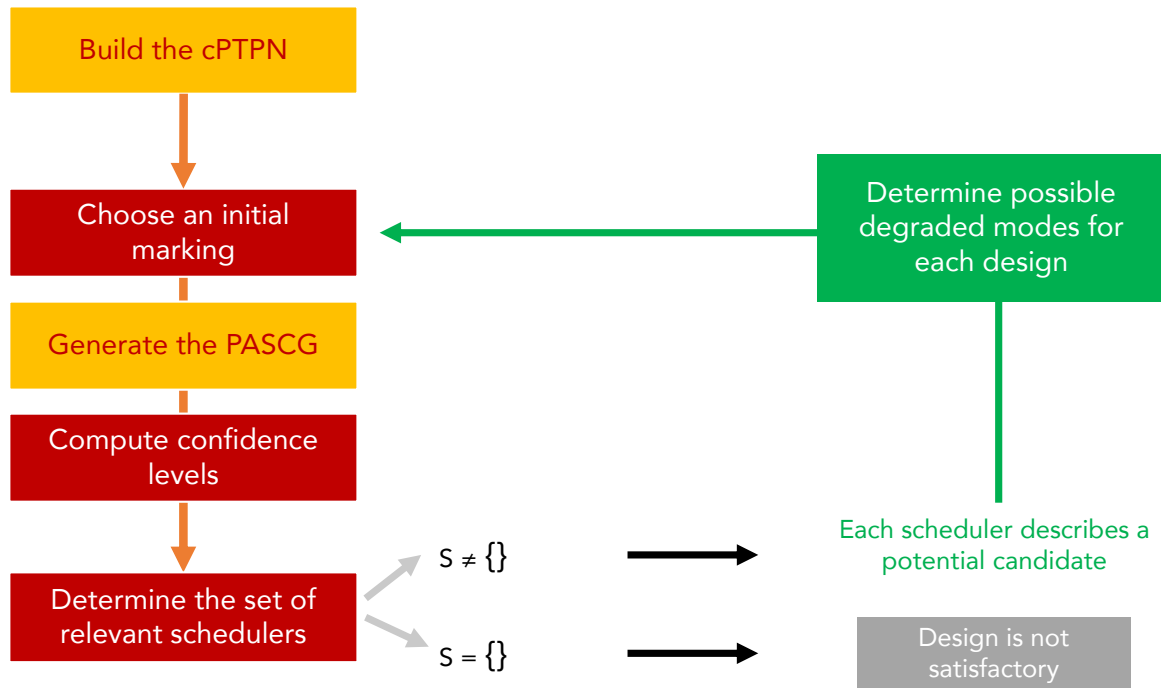 Build the cPTPN
Choose an initial
marking
Generate the PASCG
Compute confidence
levels
Determine the set of
relevant schedulers
S ≠ {}
S = {}
Determine possible
degraded modes for
each design
Each scheduler describes a
potential candidate
Design is not
satisfactory